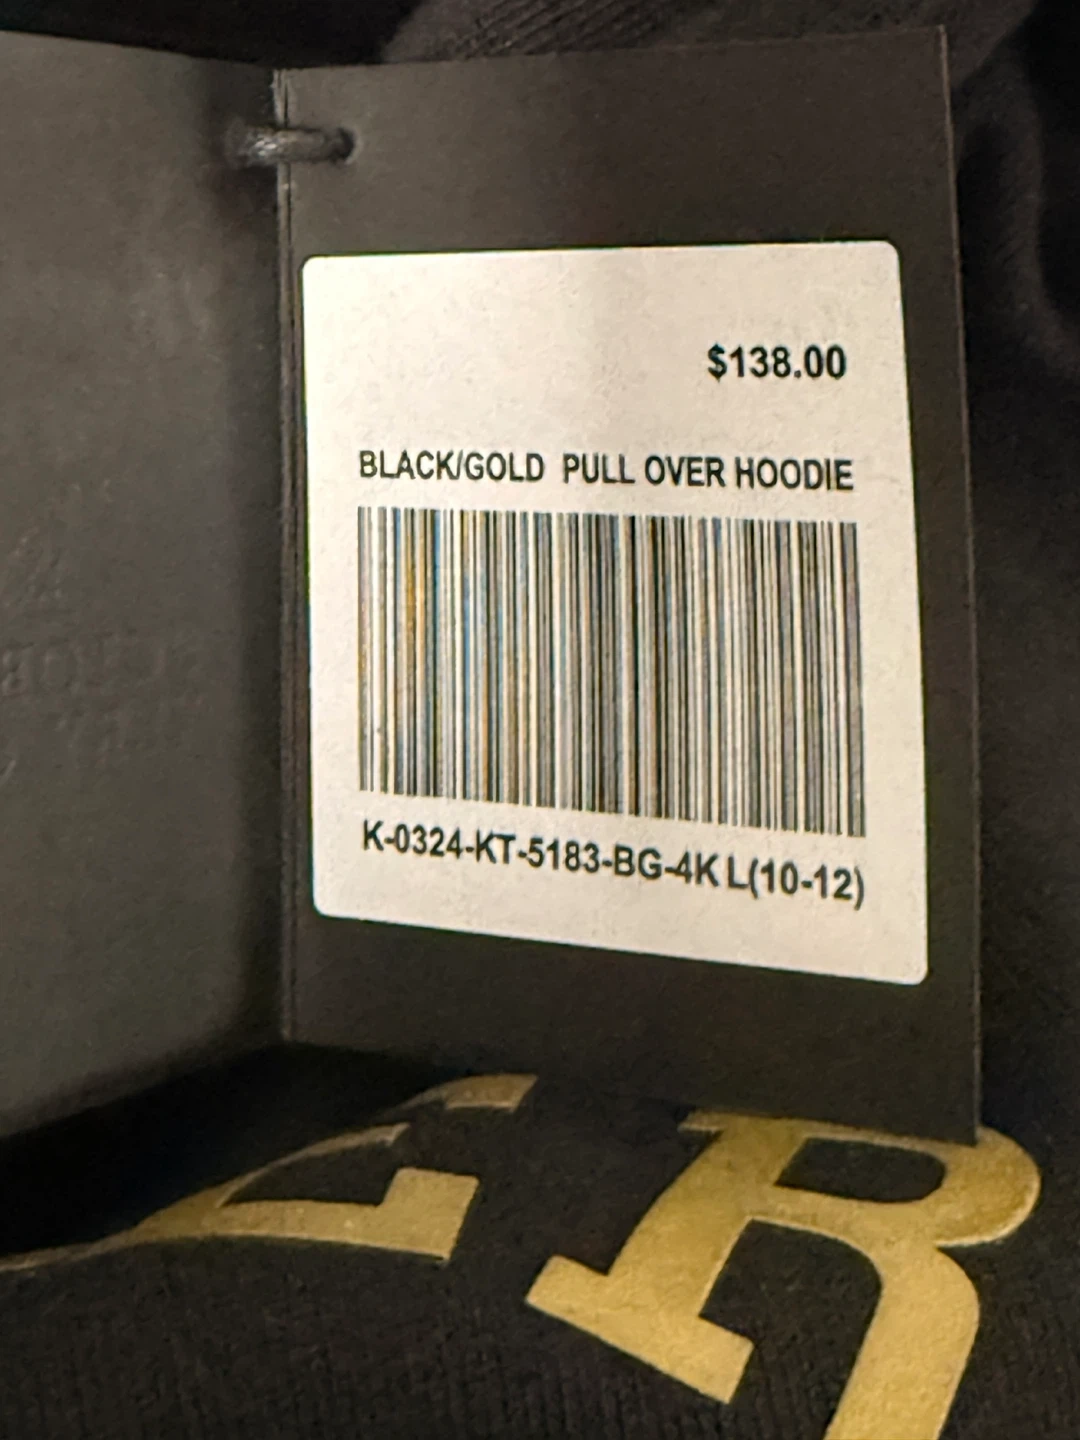 $138.00
BLACK/GOLD PULL OVER HOODIE
K-0324-KT-5183-BG-4K L(10-12)
R